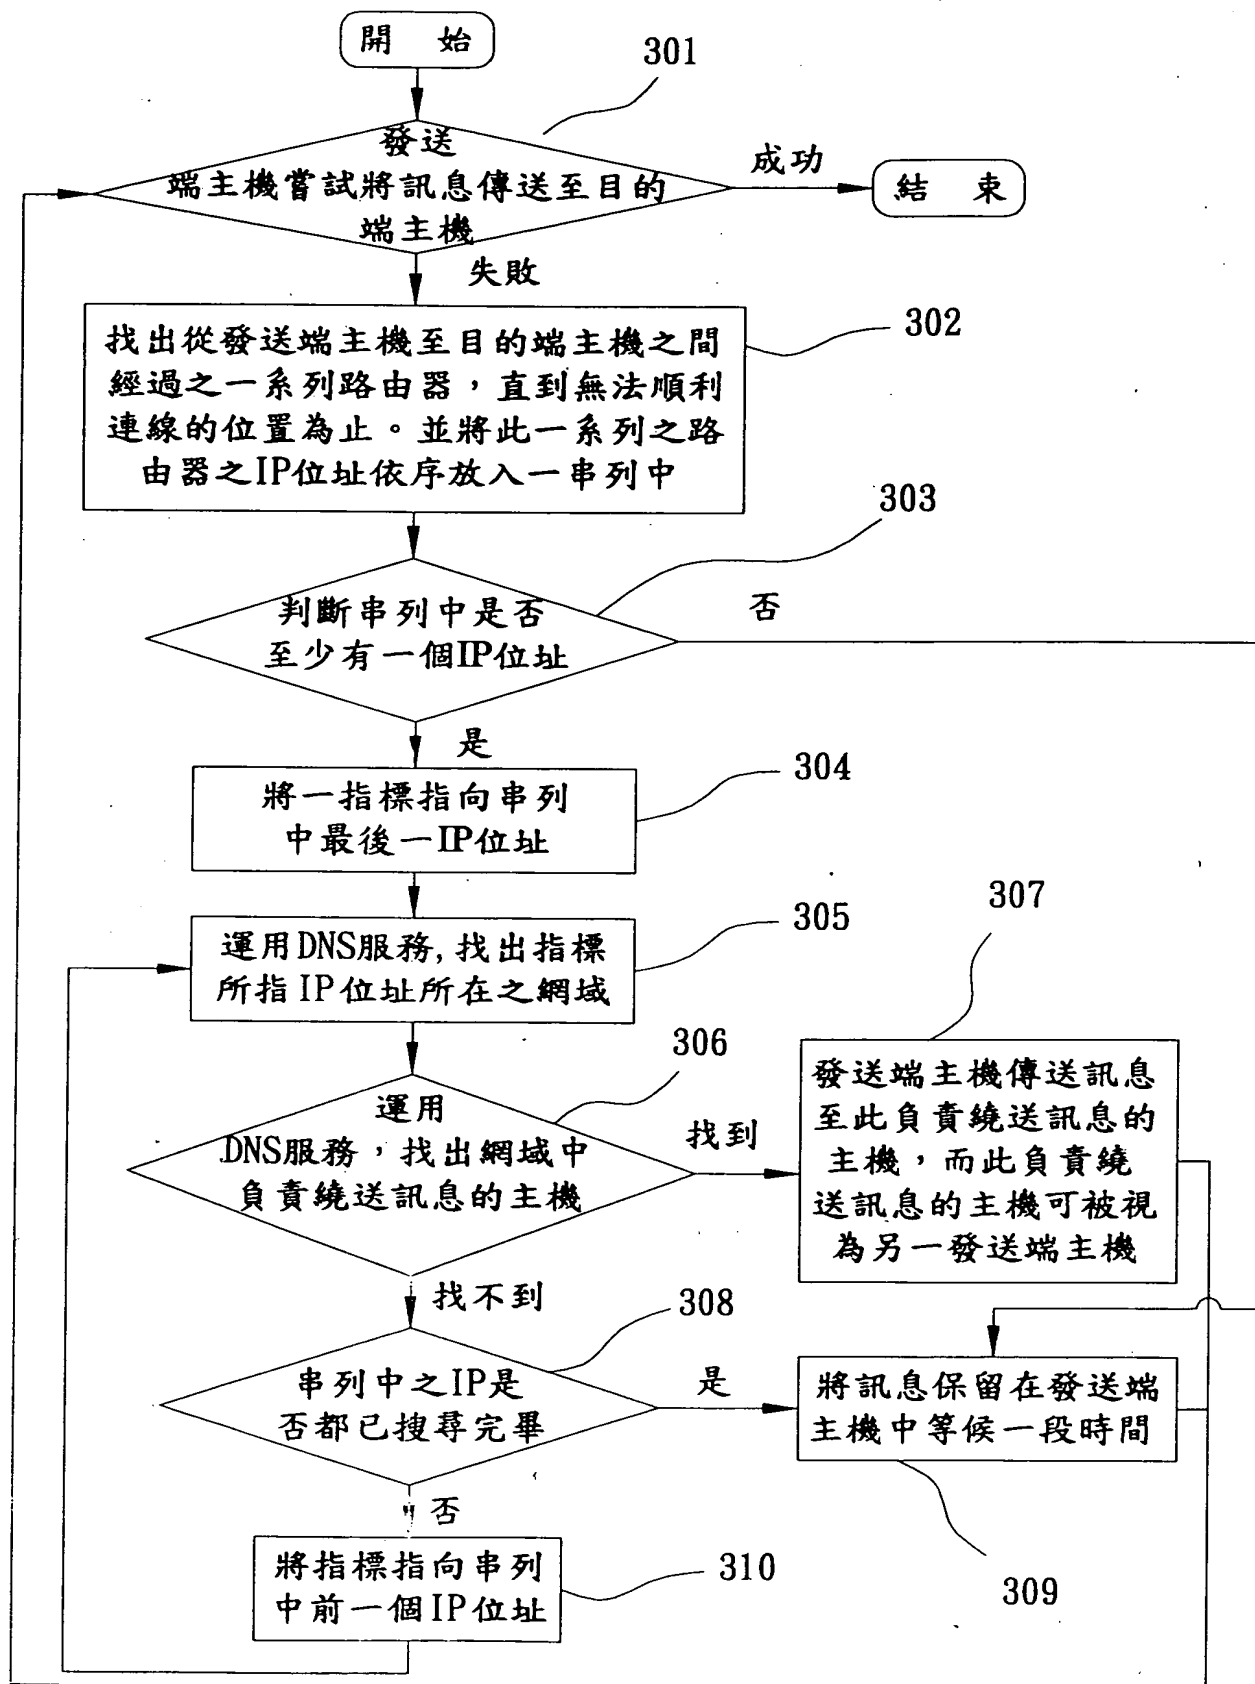 開 始
301
發送
端主機嘗試將訊息傳送至目的
端主機
成功
結 束
失敗
302
找出從發送端主機至目的端主機之間
經過之一系列路由器，直到無法順利
連線的位置為止。並將此一系列之路
由器之IP位址依序放入一串列中
303
判斷串列中是否
至少有一個IP位址
否
是
304
將一指標指向串列
中最後一IP位址
305
運用DNS服務,找出指標
所指IP位址所在之網域
306
運用
DNS服務，找出網域中
負責繞送訊息的主機
找到
307
發送端主機傳送訊息
至此負責繞送訊息的
主機，而此負責繞
送訊息的主機可被視
為另一發送端主機
找不到
308
串列中之IP是
否都已搜尋完畢
是
將訊息保留在發送端
主機中等候一段時間
309
否
將指標指向串列
中前一個IP位址
310